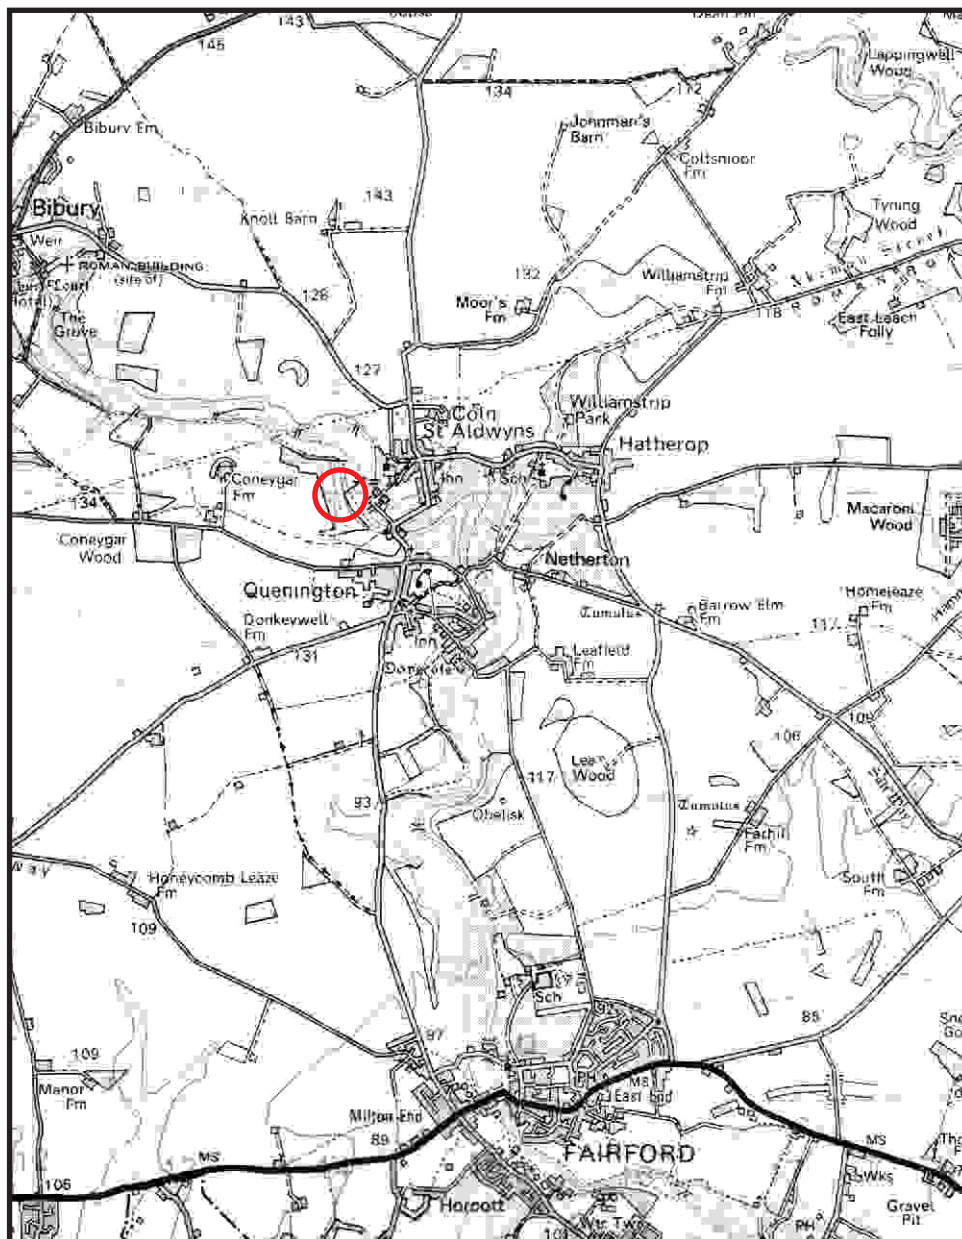 143
145
134
112
Lappingwell
Wood
Bibury Fm
Johnman's
Barn
Coltsmoor
Fm
143
Bibury
Knoll Barn
Tyning
Wood
Weir
ROMAN BUILDING
(site of)
132
Williamstrip
Fm
126
Moor's
Fm
118
The
Grove
East Leach
Folly
127
Coln
St Aldwyns
Williamstrip
Park
Hatherop
Coneygar
Fm
Inn
Sch
134
Macaroni
Wood
Coneygar
Wood
Netherton
Quenington
Homeleaze
Fm
Donkeywell
Fm
Tumulus
Barrow Elm
Fm
117
131
Inn
Leafield
Fm
Dovecote
109
106
117
Lea
Wood
93
Obelisk
Tumulus
Farhill
Fm
Way
Honeycomb Leaze
Fm
South
Fm
109
Sch
97
88
109
Manor
Fm
PH
MS
East End
Milton End
89
MS
MS
FAIRFORD
106
Wks
Horcott
Gravel
Pit
PH